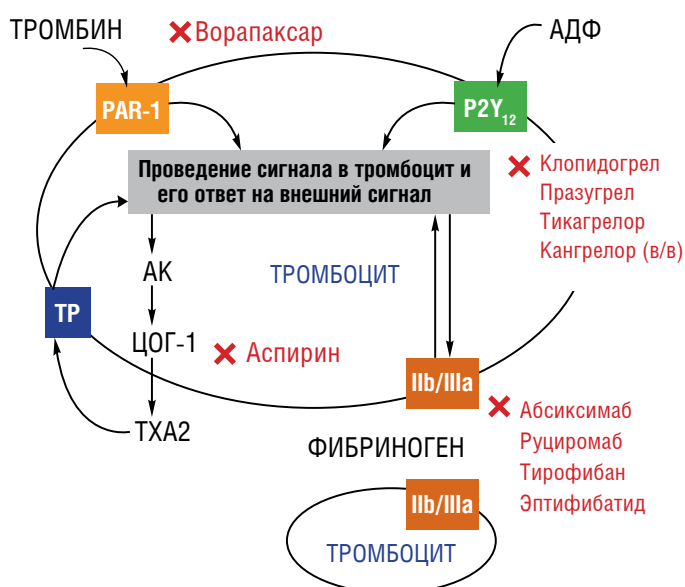 ТРОМБИН
Ворапаксар
АДФ
PAR-1
P2Y12
Проведение сигнала в тромбоцит и
его ответ на внешний сигнал
Клопидогрел
Празугрел
Тикагрелор
Кангрелор (в/в)
АК
ТРОМБОЦИТ
TP
ЦОГ-1
Аспирин
IIb/IIIa
ТХА2
Абсиксимаб
Руциромаб
Тирофибан
Эптифибатид
ФИБРИНОГЕН
IIb/IIIa
ТРОМБОЦИТ